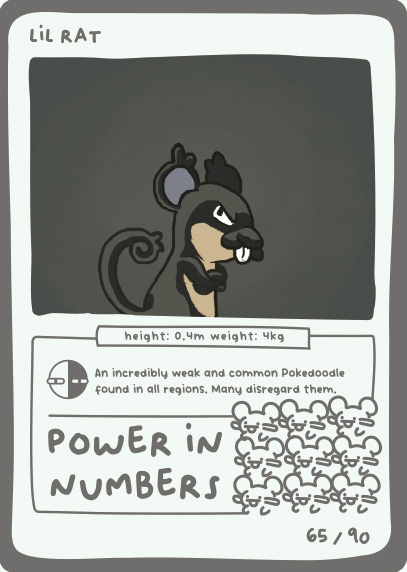 LiL RAT
height: 0.4m weight: 4kg
An incredibly weak and common Pokedoodle
found in all regions. Many disregard them.
POWER iN
NUMBERS
65 / 90